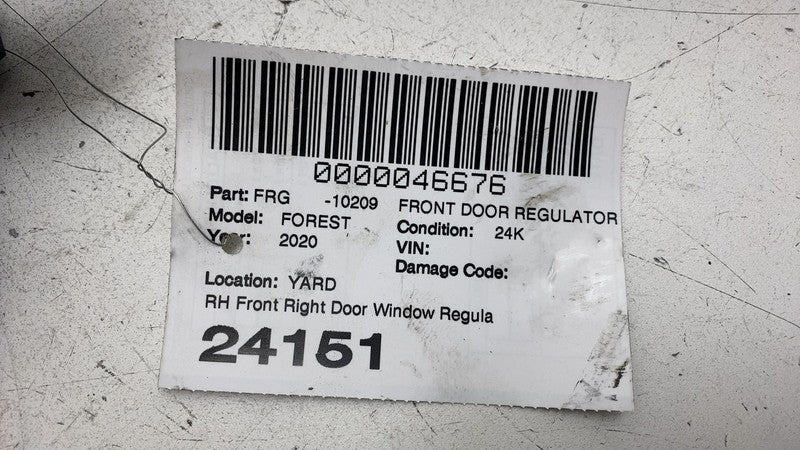 0000046676
Part: FRG -10209 FRONT DOOR REGULATOR
Model: FOREST Condition: 24K
Year: 2020 VIN:
Damage Code:
Location: YARD
RH Front Right Door Window Regula
24151